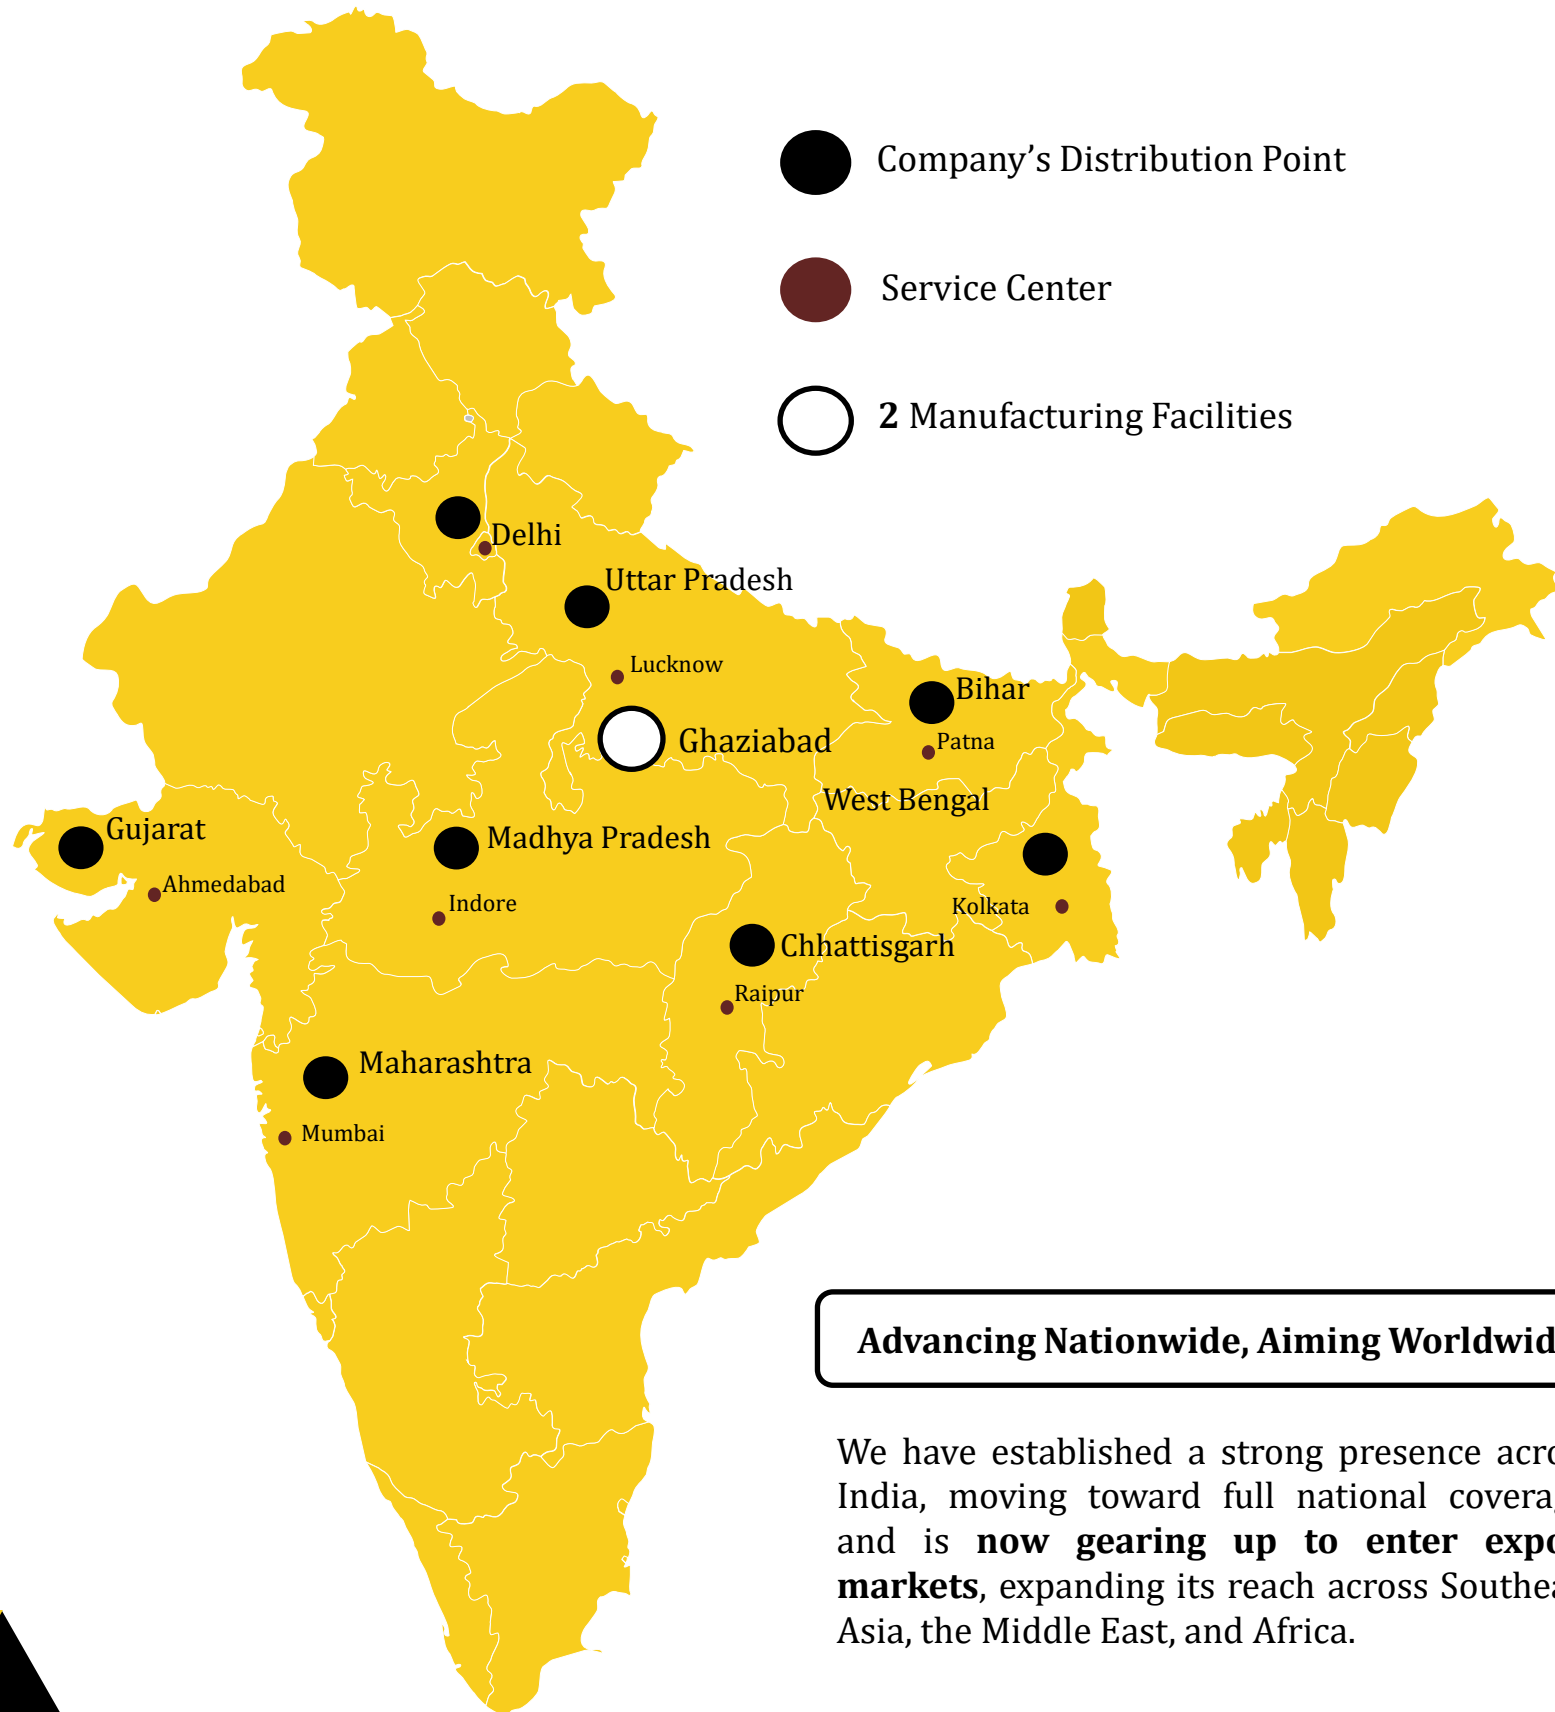 Company’s Distribution Point
Service Center
2 Manufacturing Facilities
Delhi
Uttar Pradesh
Lucknow
Bihar
Ghaziabad
Patna
West Bengal
Gujarat
Madhya Pradesh
Ahmedabad
Indore
Kolkata
Chhattisgarh
Raipur
Maharashtra
Mumbai
Advancing Nationwide, Aiming Worldwid
We have established a strong presence acro
India, moving toward full national coverag
and is now gearing up to enter expo
markets, expanding its reach across Southea
Asia, the Middle East, and Africa.